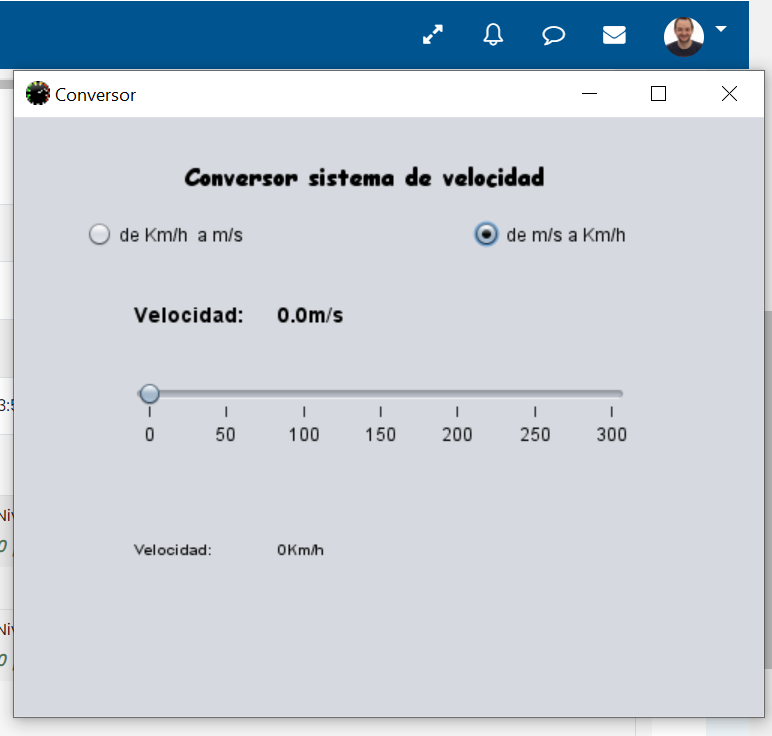 Conversor
Conversor sistema de velocidad
de Km/h a m/s
de m/s a Km/h
Velocidad: 0.0m/s
0 50 100 150 200 250 300
Velocidad: 0Km/h